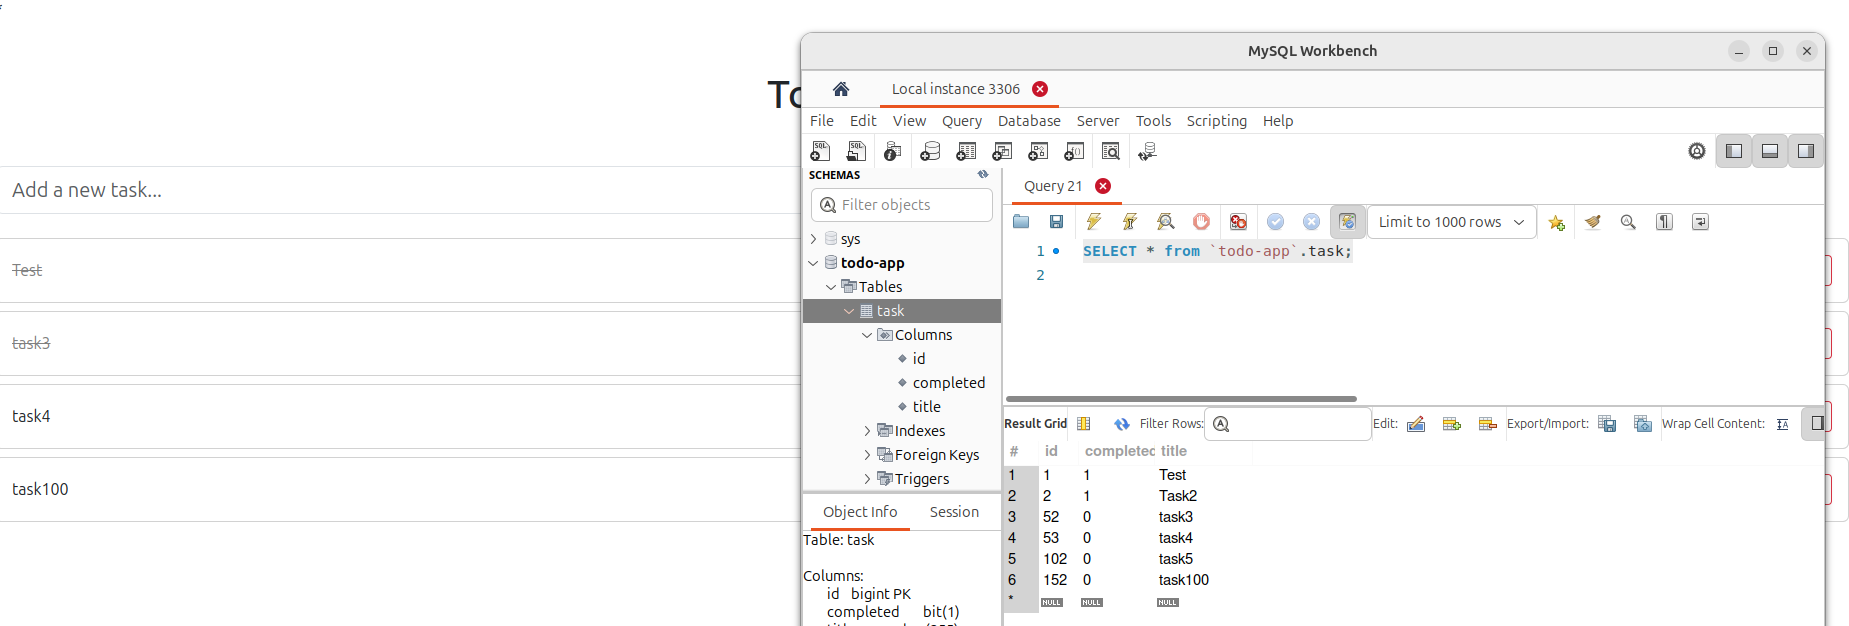 MySQL Workbench
Local instance 3306
To
File Edit View Query Database Server Tools Scripting Help
SCHEMAS
Query 21
Add a new task...
Filter objects
Limit to 1000 rows
sys
1 SELECT * from `todo-app`.task;
todo-app
2
Test
Tables
task
task3
Columns
id
completed
title
task4
Result Grid Filter Rows: Edit: Export/Import: Wrap Cell Content:
Indexes
Foreign Keys
Triggers
# id completed title
1 1 1 Test
2 2 1 Task2
3 52 0 task3
4 53 0 task4
5 102 0 task5
6 152 0 task100
* NULL NULL NULL
task100
Object Info Session
Table: task
Columns:
id bigint PK
completed bit(1)